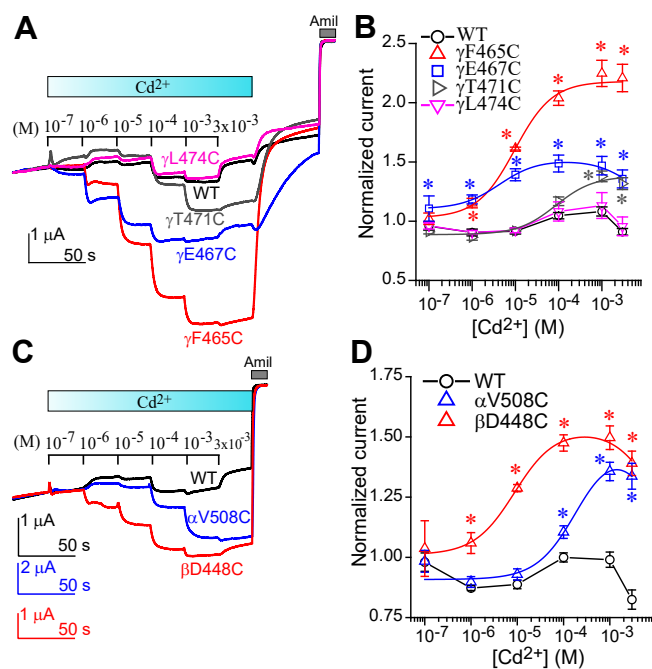 A
Amil
Cd²⁺
(M) 10⁻⁷ 10⁻⁶ 10⁻⁵ 10⁻⁴ 10⁻³ 3x10⁻³
γL474C
WT
γT471C
γE467C
γF465C
1 μA
50 s
B
WT
γF465C
γE467C
γT471C
γL474C
Normalized current
2.5
2.0
1.5
1.0
0.5
* * * * * *
* * * * * *
* * *
10⁻⁷ 10⁻⁶ 10⁻⁵ 10⁻⁴ 10⁻³
[Cd²⁺] (M)
C
Amil
Cd²⁺
(M) 10⁻⁷ 10⁻⁶ 10⁻⁵ 10⁻⁴ 10⁻³ 3x10⁻³
WT
αV508C
βD448C
1 μA
50 s
2 μA
50 s
1 μA
50 s
D
WT
αV508C
βD448C
Normalized current
1.75
1.50
1.25
1.00
0.75
* * * * *
* * *
10⁻⁷ 10⁻⁶ 10⁻⁵ 10⁻⁴ 10⁻³
[Cd²⁺] (M)